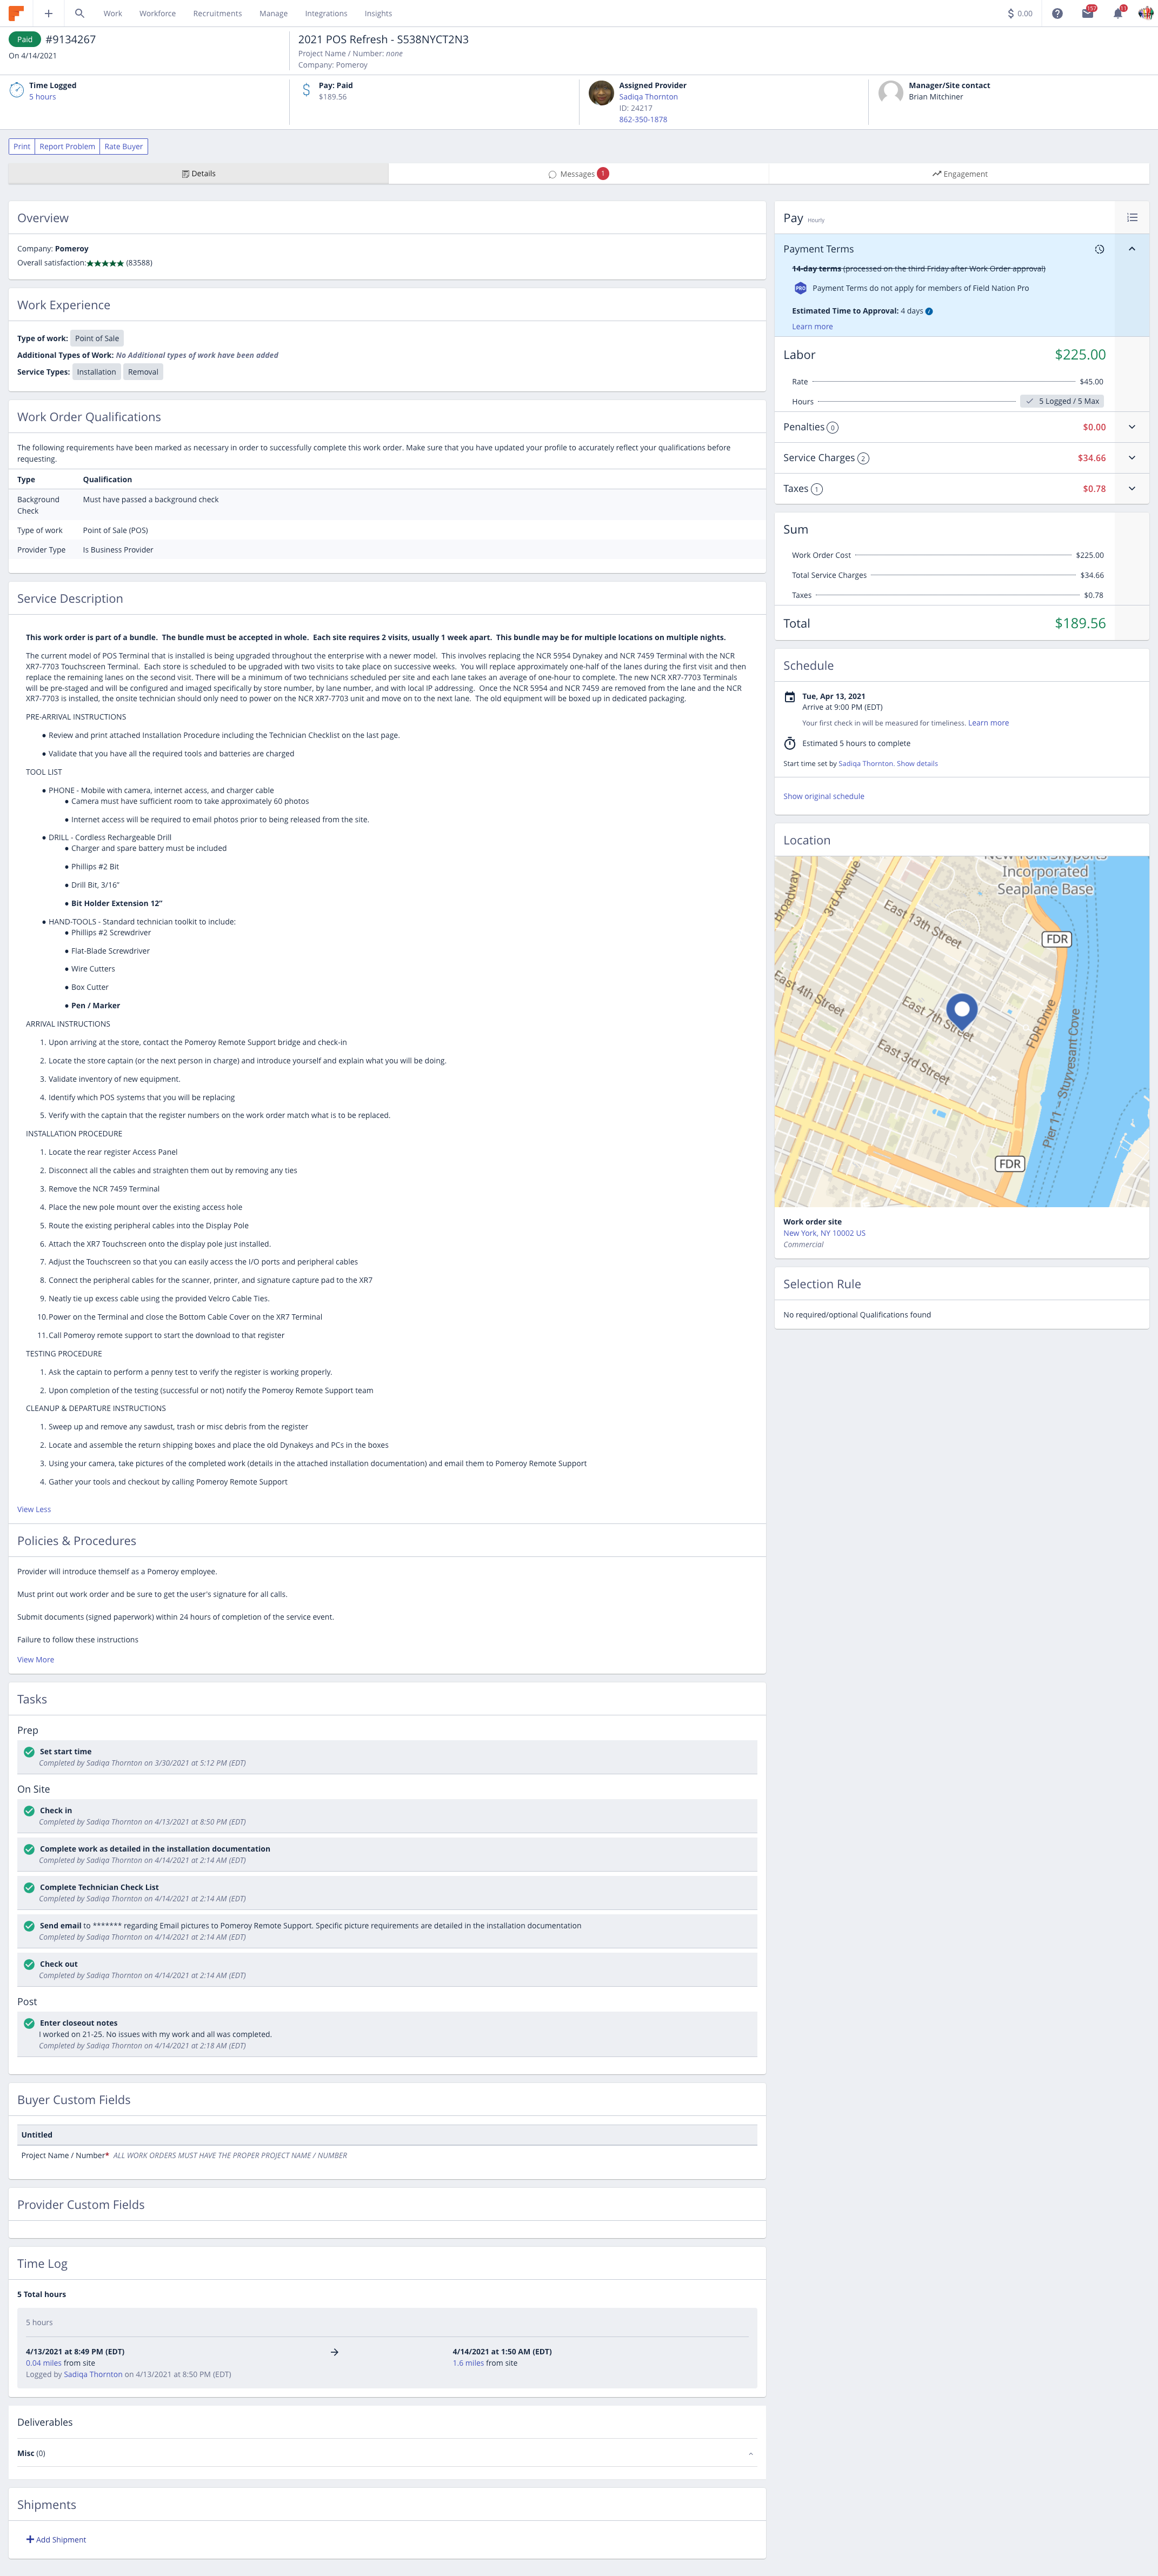 Work Workforce Recruitments Manage Integrations Insights 0.00 157 11
Paid #9134267
On 4/14/2021
2021 POS Refresh - S538NYCT2N3
Project Name / Number: none
Company: Pomeroy
Time Logged
5 hours
Pay: Paid
$189.56
Assigned Provider
Sadiqa Thornton
ID: 24217
862-350-1878
Manager/Site contact
Brian Mitchiner
Print Report Problem Rate Buyer
Details Messages 1 Engagement
Overview
Company: Pomeroy
Overall satisfaction:★★★★★ (83588)
Work Experience
Type of work: Point of Sale
Additional Types of Work: No Additional types of work have been added
Service Types: Installation Removal
Work Order Qualifications
The following requirements have been marked as necessary in order to successfully complete this work order. Make sure that you have updated your profile to accurately reflect your qualifications before
requesting.
Type Qualification
Background
Check
Must have passed a background check
Type of work Point of Sale (POS)
Provider Type Is Business Provider
Service Description
This work order is part of a bundle. The bundle must be accepted in whole. Each site requires 2 visits, usually 1 week apart. This bundle may be for multiple locations on multiple nights.
The current model of POS Terminal that is installed is being upgraded throughout the enterprise with a newer model. This involves replacing the NCR 5954 Dynakey and NCR 7459 Terminal with the NCR
XR7-7703 Touchscreen Terminal. Each store is scheduled to be upgraded with two visits to take place on successive weeks. You will replace approximately one-half of the lanes during the first visit and then
replace the remaining lanes on the second visit. There will be a minimum of two technicians scheduled per site and each lane takes an average of one-hour to complete. The new NCR XR7-7703 Terminals
will be pre-staged and will be configured and imaged specifically by store number, by lane number, and with local IP addressing. Once the NCR 5954 and NCR 7459 are removed from the lane and the NCR
XR7-7703 is installed, the onsite technician should only need to power on the NCR XR7-7703 unit and move on to the next lane. The old equipment will be boxed up in dedicated packaging.
PRE-ARRIVAL INSTRUCTIONS
● Review and print attached Installation Procedure including the Technician Checklist on the last page.
● Validate that you have all the required tools and batteries are charged
TOOL LIST
● PHONE - Mobile with camera, internet access, and charger cable
● Camera must have sufficient room to take approximately 60 photos
● Internet access will be required to email photos prior to being released from the site.
● DRILL - Cordless Rechargeable Drill
● Charger and spare battery must be included
● Phillips #2 Bit
● Drill Bit, 3/16"
● Bit Holder Extension 12"
● HAND-TOOLS - Standard technician toolkit to include:
● Phillips #2 Screwdriver
● Flat-Blade Screwdriver
● Wire Cutters
● Box Cutter
● Pen / Marker
ARRIVAL INSTRUCTIONS
1. Upon arriving at the store, contact the Pomeroy Remote Support bridge and check-in
2. Locate the store captain (or the next person in charge) and introduce yourself and explain what you will be doing.
3. Validate inventory of new equipment.
4. Identify which POS systems that you will be replacing
5. Verify with the captain that the register numbers on the work order match what is to be replaced.
INSTALLATION PROCEDURE
1. Locate the rear register Access Panel
2. Disconnect all the cables and straighten them out by removing any ties
3. Remove the NCR 7459 Terminal
4. Place the new pole mount over the existing access hole
5. Route the existing peripheral cables into the Display Pole
6. Attach the XR7 Touchscreen onto the display pole just installed.
7. Adjust the Touchscreen so that you can easily access the I/O ports and peripheral cables
8. Connect the peripheral cables for the scanner, printer, and signature capture pad to the XR7
9. Neatly tie up excess cable using the provided Velcro Cable Ties.
10. Power on the Terminal and close the Bottom Cable Cover on the XR7 Terminal
11. Call Pomeroy remote support to start the download to that register
TESTING PROCEDURE
1. Ask the captain to perform a penny test to verify the register is working properly.
2. Upon completion of the testing (successful or not) notify the Pomeroy Remote Support team
CLEANUP & DEPARTURE INSTRUCTIONS
1. Sweep up and remove any sawdust, trash or misc debris from the register
2. Locate and assemble the return shipping boxes and place the old Dynakeys and PCs in the boxes
3. Using your camera, take pictures of the completed work (details in the attached installation documentation) and email them to Pomeroy Remote Support
4. Gather your tools and checkout by calling Pomeroy Remote Support
View Less
Policies & Procedures
Provider will introduce themself as a Pomeroy employee.
Must print out work order and be sure to get the user's signature for all calls.
Submit documents (signed paperwork) within 24 hours of completion of the service event.
Failure to follow these instructions
View More
Tasks
Prep
Set start time
Completed by Sadiqa Thornton on 3/30/2021 at 5:12 PM (EDT)
On Site
Check in
Completed by Sadiqa Thornton on 4/13/2021 at 8:50 PM (EDT)
Complete work as detailed in the installation documentation
Completed by Sadiqa Thornton on 4/14/2021 at 2:14 AM (EDT)
Complete Technician Check List
Completed by Sadiqa Thornton on 4/14/2021 at 2:14 AM (EDT)
Send email to ******* regarding Email pictures to Pomeroy Remote Support. Specific picture requirements are detailed in the installation documentation
Completed by Sadiqa Thornton on 4/14/2021 at 2:14 AM (EDT)
Check out
Completed by Sadiqa Thornton on 4/14/2021 at 2:14 AM (EDT)
Post
Enter closeout notes
I worked on 21-25. No issues with my work and all was completed.
Completed by Sadiqa Thornton on 4/14/2021 at 2:18 AM (EDT)
Buyer Custom Fields
Untitled
Project Name / Number* ALL WORK ORDERS MUST HAVE THE PROPER PROJECT NAME / NUMBER
Provider Custom Fields
Time Log
5 Total hours
5 hours
4/13/2021 at 8:49 PM (EDT) → 4/14/2021 at 1:50 AM (EDT)
0.04 miles from site 1.6 miles from site
Logged by Sadiqa Thornton on 4/13/2021 at 8:50 PM (EDT)
Deliverables
Misc (0)
Shipments
+ Add Shipment
Pay Hourly
Payment Terms
14-day terms (processed on the third Friday after Work Order approval)
PRO Payment Terms do not apply for members of Field Nation Pro
Estimated Time to Approval: 4 days
Learn more
Labor $225.00
Rate $45.00
Hours 5 Logged / 5 Max
Penalties 0 $0.00
Service Charges 2 $34.66
Taxes 1 $0.78
Sum
Work Order Cost $225.00
Total Service Charges $34.66
Taxes $0.78
Total $189.56
Schedule
Tue, Apr 13, 2021
Arrive at 9:00 PM (EDT)
Your first check in will be measured for timeliness. Learn more
Estimated 5 hours to complete
Start time set by Sadiqa Thornton. Show details
Show original schedule
Location
New York Skyports
Incorporated
Seaplane Base
Broadway
3rd Avenue
East 13th Street
FDR
East 4th Street
East 7th Street
FDR Drive
East 3rd Street
Pier 11 - Stuyvesant Cove
FDR
Work order site
New York, NY 10002 US
Commercial
Selection Rule
No required/optional Qualifications found